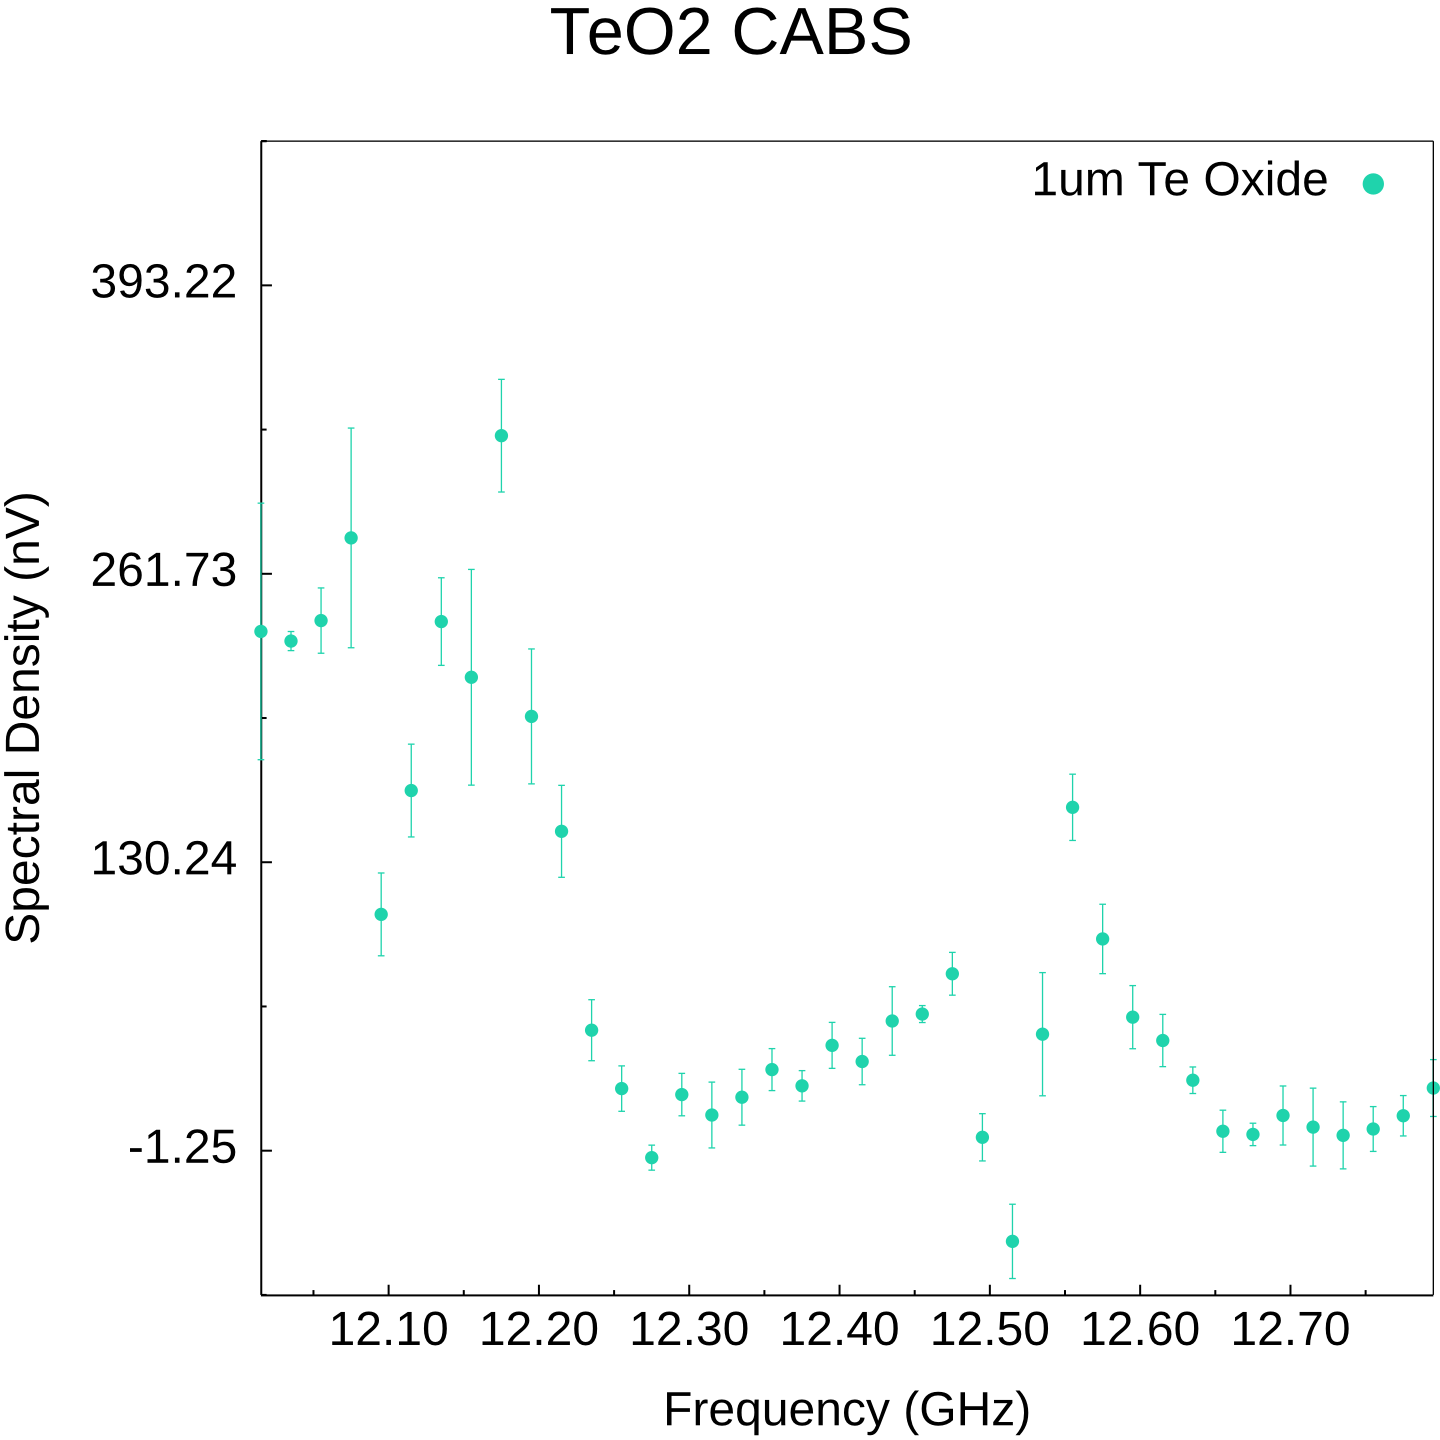 TeO2 CABS
1um Te Oxide
393.22
261.73
130.24
-1.25
Spectral Density (nV)
12.10 12.20 12.30 12.40 12.50 12.60 12.70
Frequency (GHz)